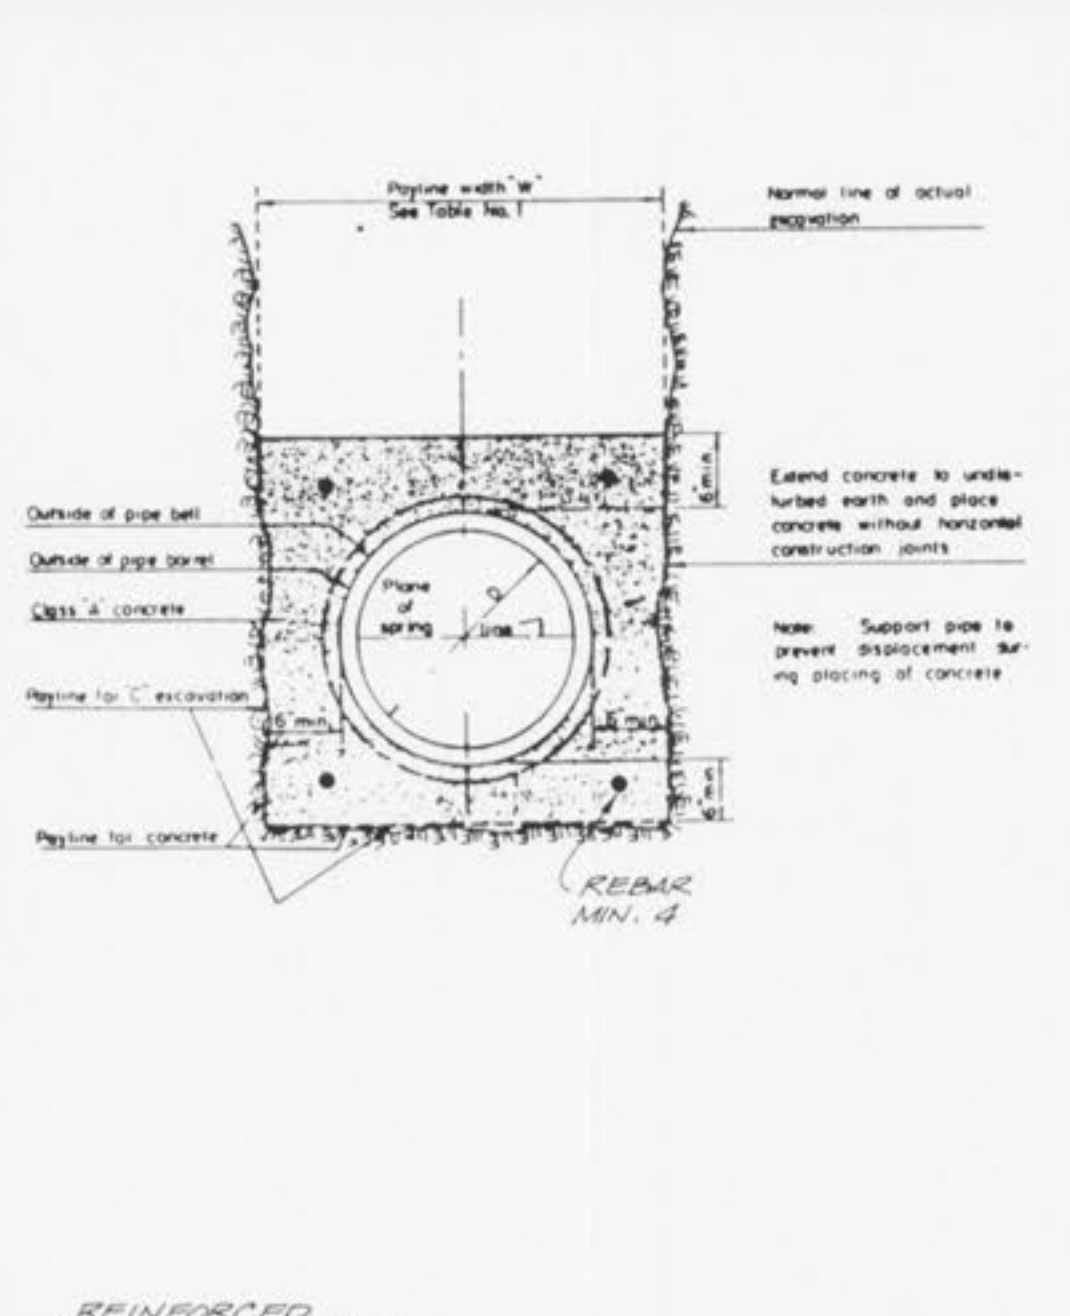 Payline width "W"
See Table No. 1
Normal line of actual
excavation
6" min.
Extend concrete to undis-
turbed earth and place
concrete without horizontal
construction joints
Outside of pipe bell
Outside of pipe barrel
Class "A" concrete
Plane
of
spring
line
D
Note: Support pipe to
prevent displacement dur-
ing placing of concrete
Payline for "C" excavation
6" min.
6" min.
6" min.
Payline for concrete
REBAR
MIN. 4
REINFORCED